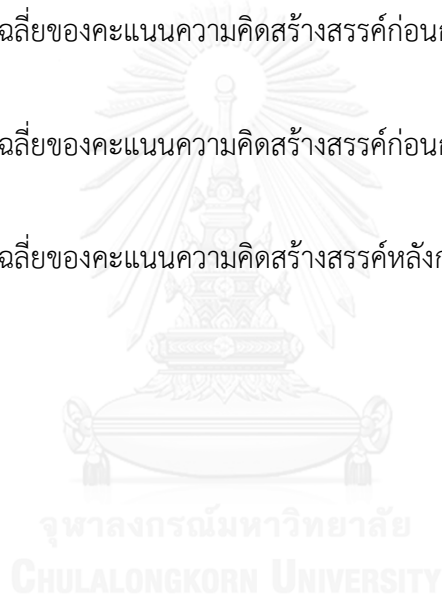 ฉลี่ยของคะแนนความคิดสร้างสรรค์ก่อนก
ฉลี่ยของคะแนนความคิดสร้างสรรค์ก่อนก
ฉลี่ยของคะแนนความคิดสร้างสรรค์หลังก
จุฬาลงกรณ์มหาวิทยาลัย
CHULALONGKORN UNIVERSITY